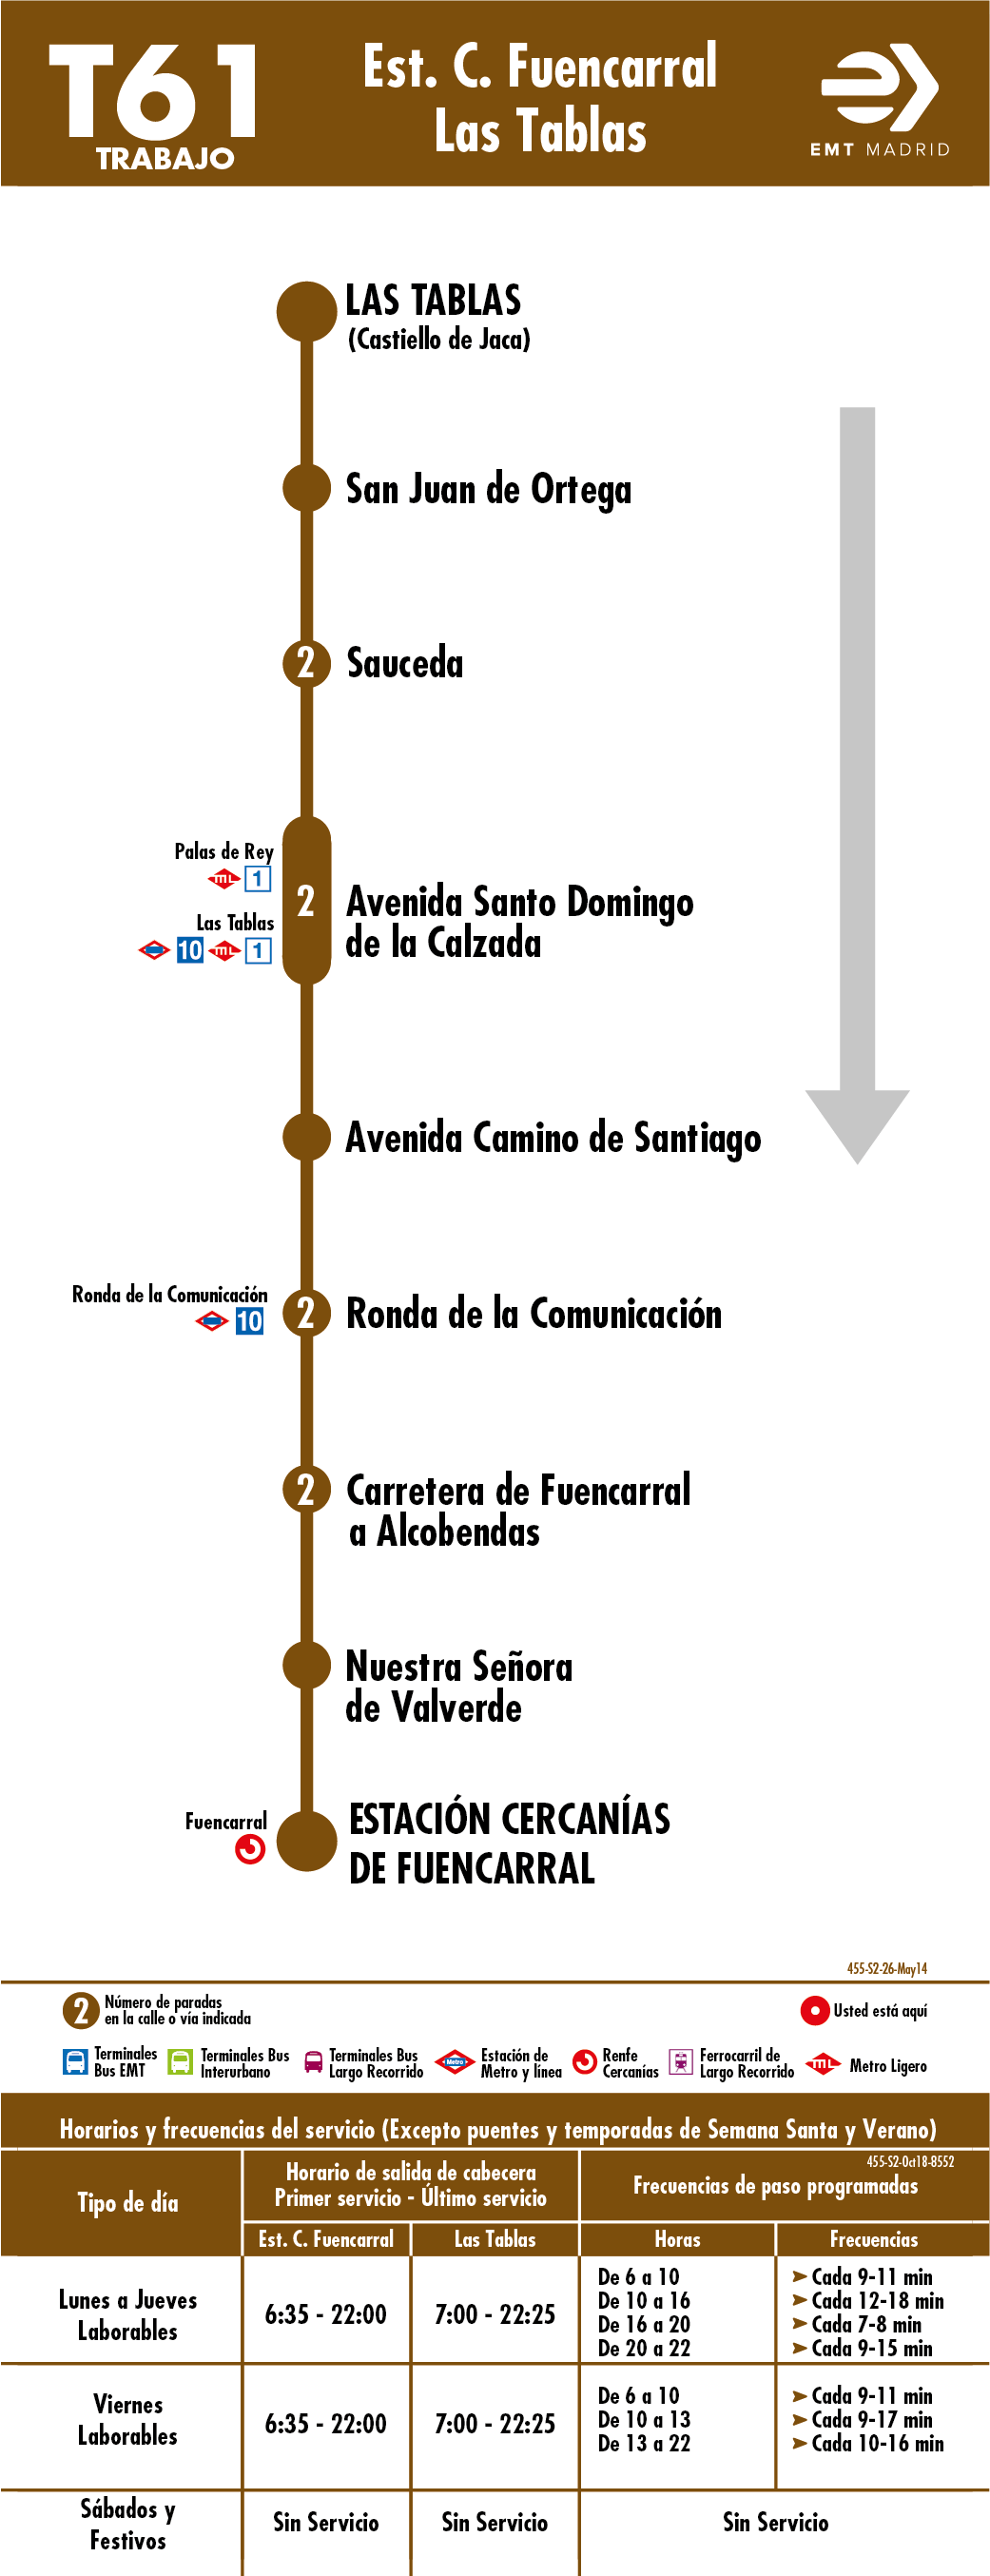 T61
TRABAJO
Est. C. Fuencarral
Las Tablas
EMT MADRID
LAS TABLAS
(Castiello de Jaca)
San Juan de Ortega
2 Sauceda
Palas de Rey
mL 1
Las Tablas
10 mL 1
2
Avenida Santo Domingo
de la Calzada
Avenida Camino de Santiago
Ronda de la Comunicación
10
2 Ronda de la Comunicación
2 Carretera de Fuencarral
a Alcobendas
Nuestra Señora
de Valverde
Fuencarral
ESTACIÓN CERCANÍAS
DE FUENCARRAL
455-S2-26-May14
2 Número de paradas
en la calle o vía indicada
Usted está aquí
Terminales
Bus EMT
Terminales Bus
Interurbano
Terminales Bus
Largo Recorrido
Metro
Estación de
Metro y línea
Renfe
Cercanías
Ferrocarril de
Largo Recorrido
mL Metro Ligero
Horarios y frecuencias del servicio (Excepto puentes y temporadas de Semana Santa y Verano)
455-S2-Oct18-8552
Tipo de día
Horario de salida de cabecera
Primer servicio - Último servicio
Frecuencias de paso programadas
Est. C. Fuencarral Las Tablas Horas Frecuencias
Lunes a Jueves
Laborables
6:35 - 22:00 7:00 - 22:25
De 6 a 10 ➤ Cada 9-11 min
De 10 a 16 ➤ Cada 12-18 min
De 16 a 20 ➤ Cada 7-8 min
De 20 a 22 ➤ Cada 9-15 min
Viernes
Laborables
6:35 - 22:00 7:00 - 22:25
De 6 a 10 ➤ Cada 9-11 min
De 10 a 13 ➤ Cada 9-17 min
De 13 a 22 ➤ Cada 10-16 min
Sábados y
Festivos
Sin Servicio Sin Servicio Sin Servicio